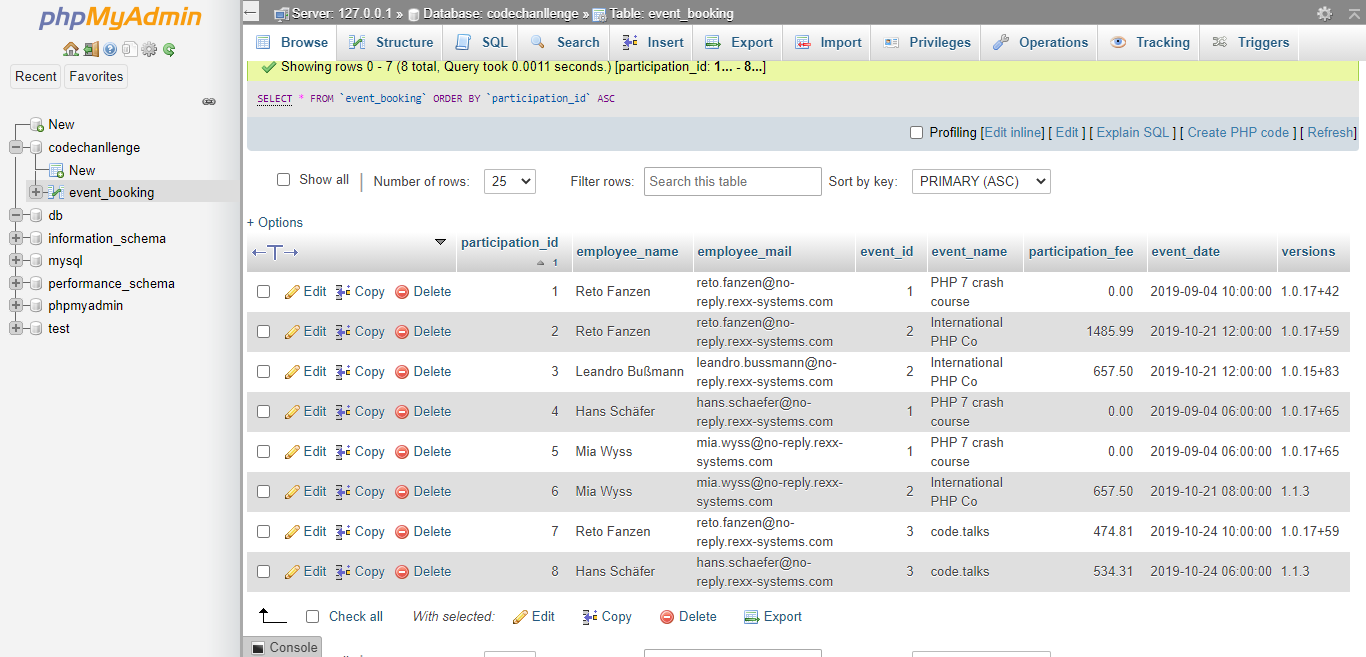 phpMyAdmin
Recent Favorites
New
codechanllenge
New
event_booking
db
information_schema
mysql
performance_schema
phpmyadmin
test
Server: 127.0.0.1 » Database: codechanllenge » Table: event_booking
Browse Structure SQL Search Insert Export Import Privileges Operations Tracking Triggers
Showing rows 0 - 7 (8 total, Query took 0.0011 seconds.) [participation_id: 1... - 8...]
SELECT * FROM `event_booking` ORDER BY `participation_id` ASC
Profiling [Edit inline] [ Edit ] [ Explain SQL ] [ Create PHP code ] [ Refresh]
Show all | Number of rows: 25 Filter rows: Search this table Sort by key: PRIMARY (ASC)
+ Options
←T→ participation_id 1 employee_name employee_mail event_id event_name participation_fee event_date versions
Edit Copy Delete 1 Reto Fanzen reto.fanzen@no- 1 PHP 7 crash 0.00 2019-09-04 10:00:00 1.0.17+42
reply.rexx-systems.com course
Edit Copy Delete 2 Reto Fanzen reto.fanzen@no- 2 International 1485.99 2019-10-21 12:00:00 1.0.17+59
reply.rexx-systems.com PHP Co
Edit Copy Delete 3 Leandro Bußmann leandro.bussmann@no- 2 International 657.50 2019-10-21 12:00:00 1.0.15+83
reply.rexx-systems.com PHP Co
Edit Copy Delete 4 Hans Schäfer hans.schaefer@no- 1 PHP 7 crash 0.00 2019-09-04 06:00:00 1.0.17+65
reply.rexx-systems.com course
Edit Copy Delete 5 Mia Wyss mia.wyss@no-reply.rexx- 1 PHP 7 crash 0.00 2019-09-04 06:00:00 1.0.17+65
systems.com course
Edit Copy Delete 6 Mia Wyss mia.wyss@no-reply.rexx- 2 International 657.50 2019-10-21 08:00:00 1.1.3
systems.com PHP Co
Edit Copy Delete 7 Reto Fanzen reto.fanzen@no- 3 code.talks 474.81 2019-10-24 10:00:00 1.0.17+59
reply.rexx-systems.com
Edit Copy Delete 8 Hans Schäfer hans.schaefer@no- 3 code.talks 534.31 2019-10-24 06:00:00 1.1.3
reply.rexx-systems.com
Check all With selected: Edit Copy Delete Export
Console